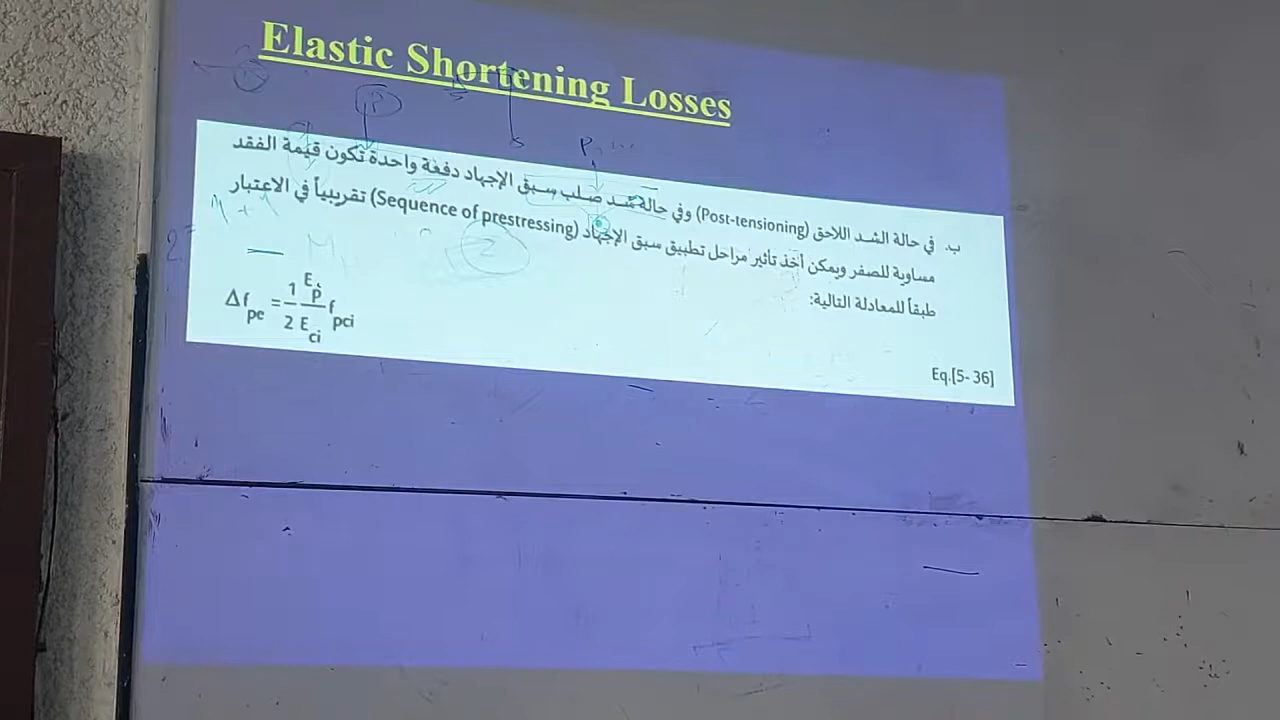 Elastic Shortening Losses
ب. في حالة الشد اللاحق (Post-tensioning) وفي حالة شد صلب سبق الإجهاد دفعة واحدة تكون قيمة الفقد
مساوية للصفر ويمكن أخذ تأثير مراحل تطبيق سبق الإجهاد (Sequence of prestressing) تقريبياً في الاعتبار
طبقاً للمعادلة التالية:
Δf_pe = 1/2 E_p/E_ci f_pci
Eq.[5-36]